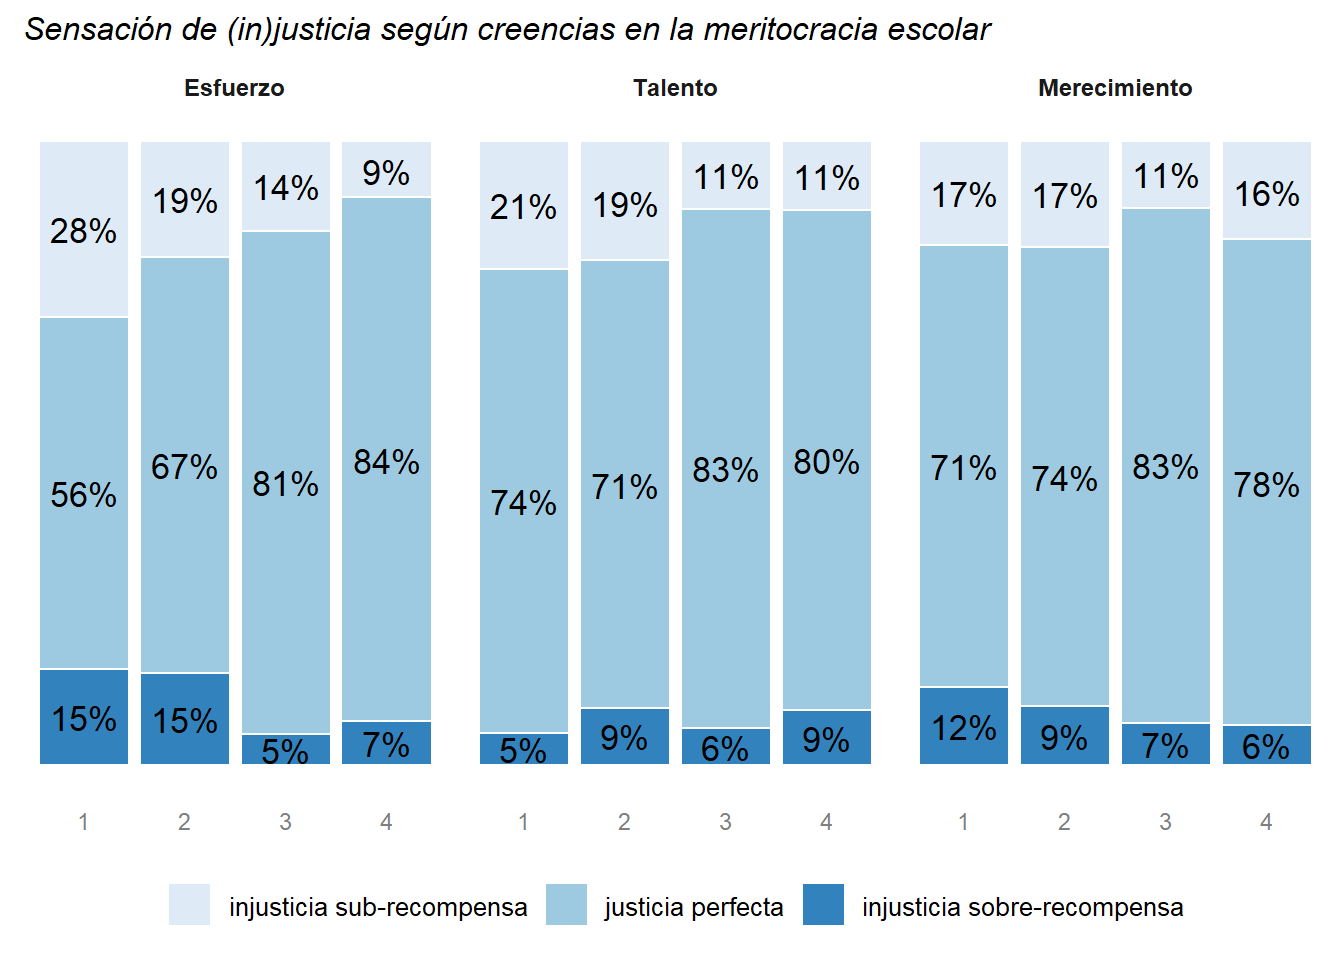 Sensación de (in)justicia según creencias en la meritocracia escolar
Esfuerzo Talento Merecimiento
28% 19% 14% 9% 21% 19% 11% 11% 17% 17% 11% 16%
56% 67% 81% 84% 74% 71% 83% 80% 71% 74% 83% 78%
15% 15% 5% 7% 5% 9% 6% 9% 12% 9% 7% 6%
1 2 3 4 1 2 3 4 1 2 3 4
injusticia sub-recompensa justicia perfecta injusticia sobre-recompensa